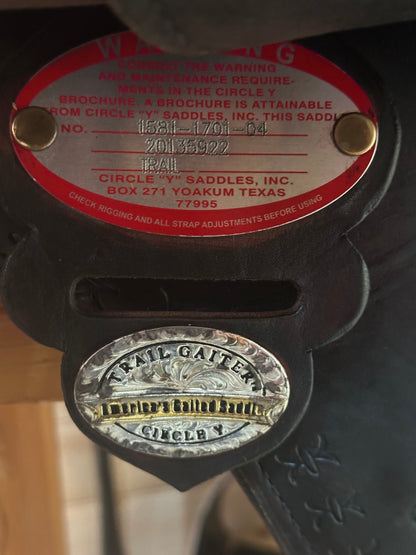 WARNING
CONSULT THE WARNING
AND MAINTENANCE REQUIRE-
MENTS IN THE CIRCLE Y
BROCHURE. A BROCHURE IS ATTAINABLE
FROM CIRCLE "Y" SADDLES, INC. THIS SADDLE
NO. 1581-1701-04
20135922
TRAIL
CIRCLE "Y" SADDLES, INC.
BOX 271 YOAKUM TEXAS
77995
CHECK RIGGING AND ALL STRAP ADJUSTMENTS BEFORE USING
TRAIL GAITER
America's Gaited Saddle
CIRCLE Y